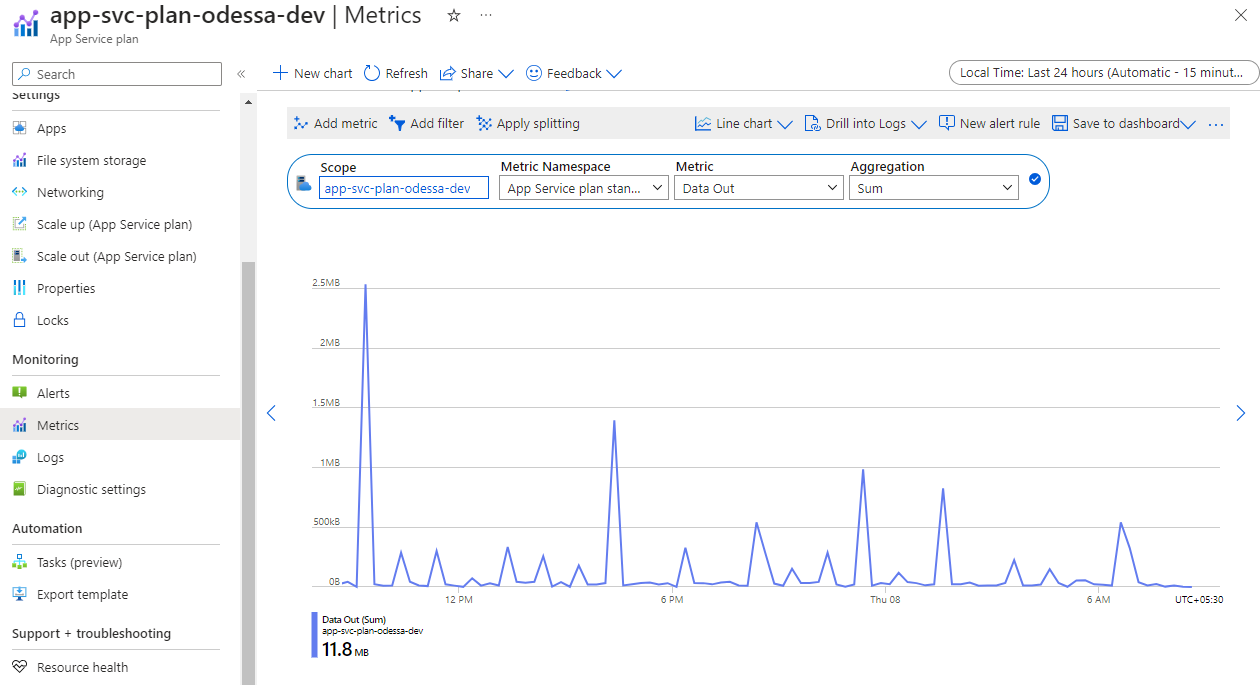 app-svc-plan-odessa-dev | Metrics
App Service plan
Search
Settings
Apps
File system storage
Networking
Scale up (App Service plan)
Scale out (App Service plan)
Properties
Locks
Monitoring
Alerts
Metrics
Logs
Diagnostic settings
Automation
Tasks (preview)
Export template
Support + troubleshooting
Resource health
New chart Refresh Share Feedback Local Time: Last 24 hours (Automatic - 15 minut...
Add metric Add filter Apply splitting Line chart Drill into Logs New alert rule Save to dashboard
Scope Metric Namespace Metric Aggregation
app-svc-plan-odessa-dev App Service plan stan... Data Out Sum
2.5MB
2MB
1.5MB
1MB
500kB
0B
12 PM 6 PM Thu 08 6 AM UTC+05:30
Data Out (Sum)
app-svc-plan-odessa-dev
11.8 MB